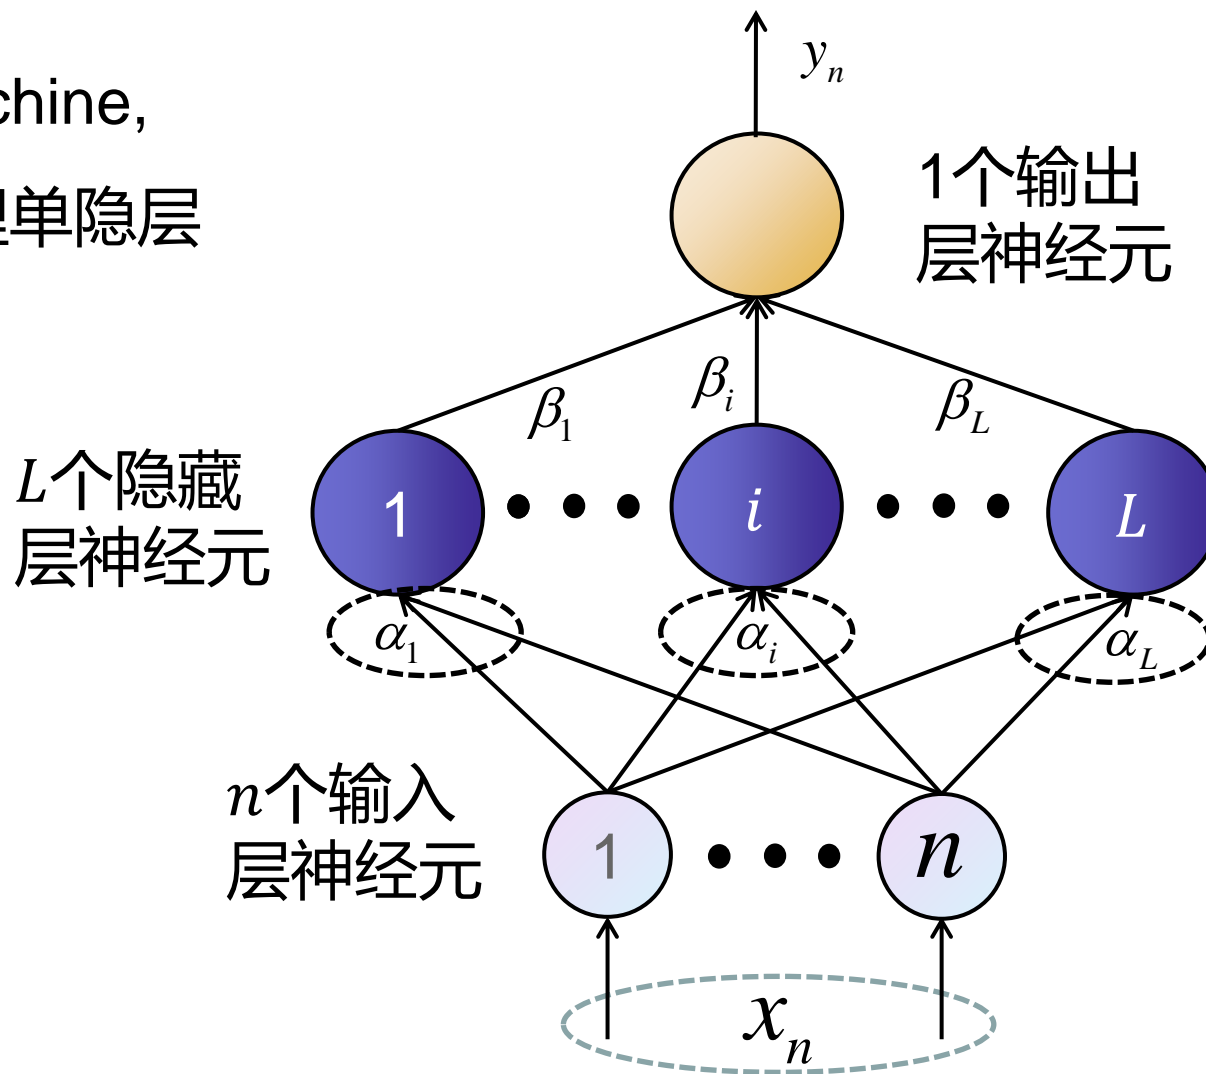 chine,
单隐层
y_n
1个输出
层神经元
β_1
β_i
β_L
L个隐藏
层神经元
1
i
L
α_1
α_i
α_L
n个输入
层神经元
1
n
x_n